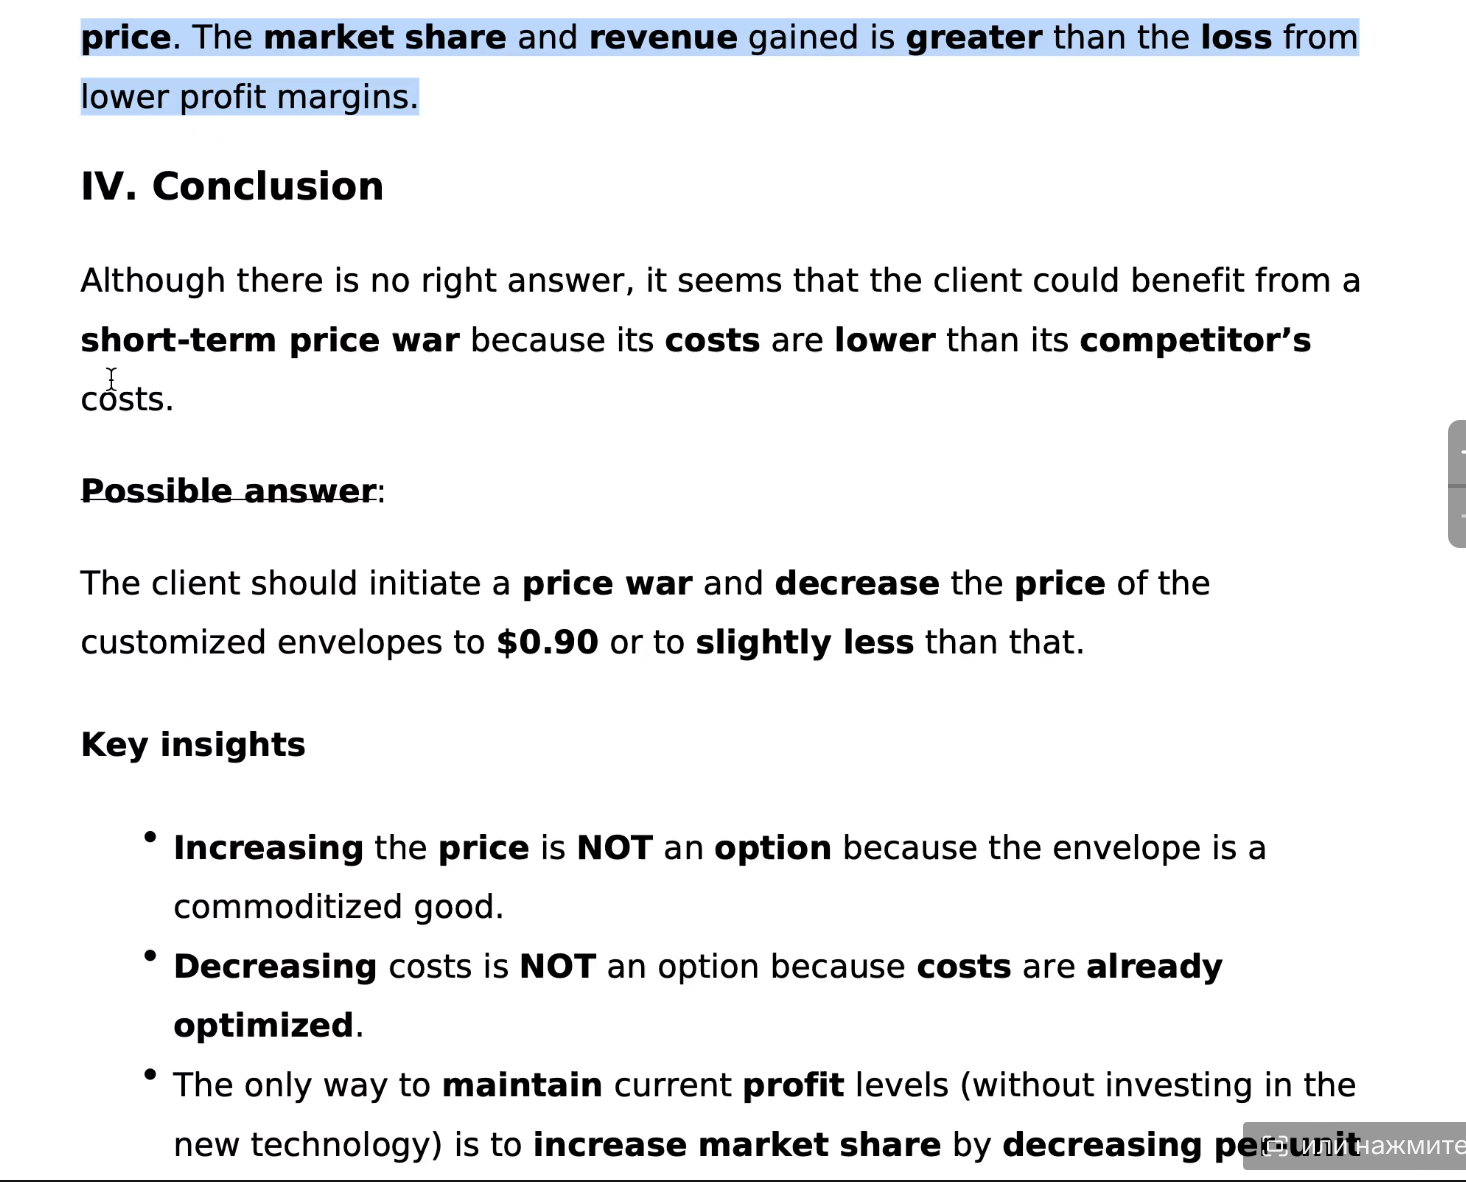 price. The market share and revenue gained is greater than the loss from
lower profit margins.
IV. Conclusion
Although there is no right answer, it seems that the client could benefit from a
short-term price war because its costs are lower than its competitor’s
costs.
Possible answer:
The client should initiate a price war and decrease the price of the
customized envelopes to $0.90 or to slightly less than that.
Key insights
• Increasing the price is NOT an option because the envelope is a
commoditized good.
• Decreasing costs is NOT an option because costs are already
optimized.
• The only way to maintain current profit levels (without investing in the
new technology) is to increase market share by decreasing per-unit
или нажмите